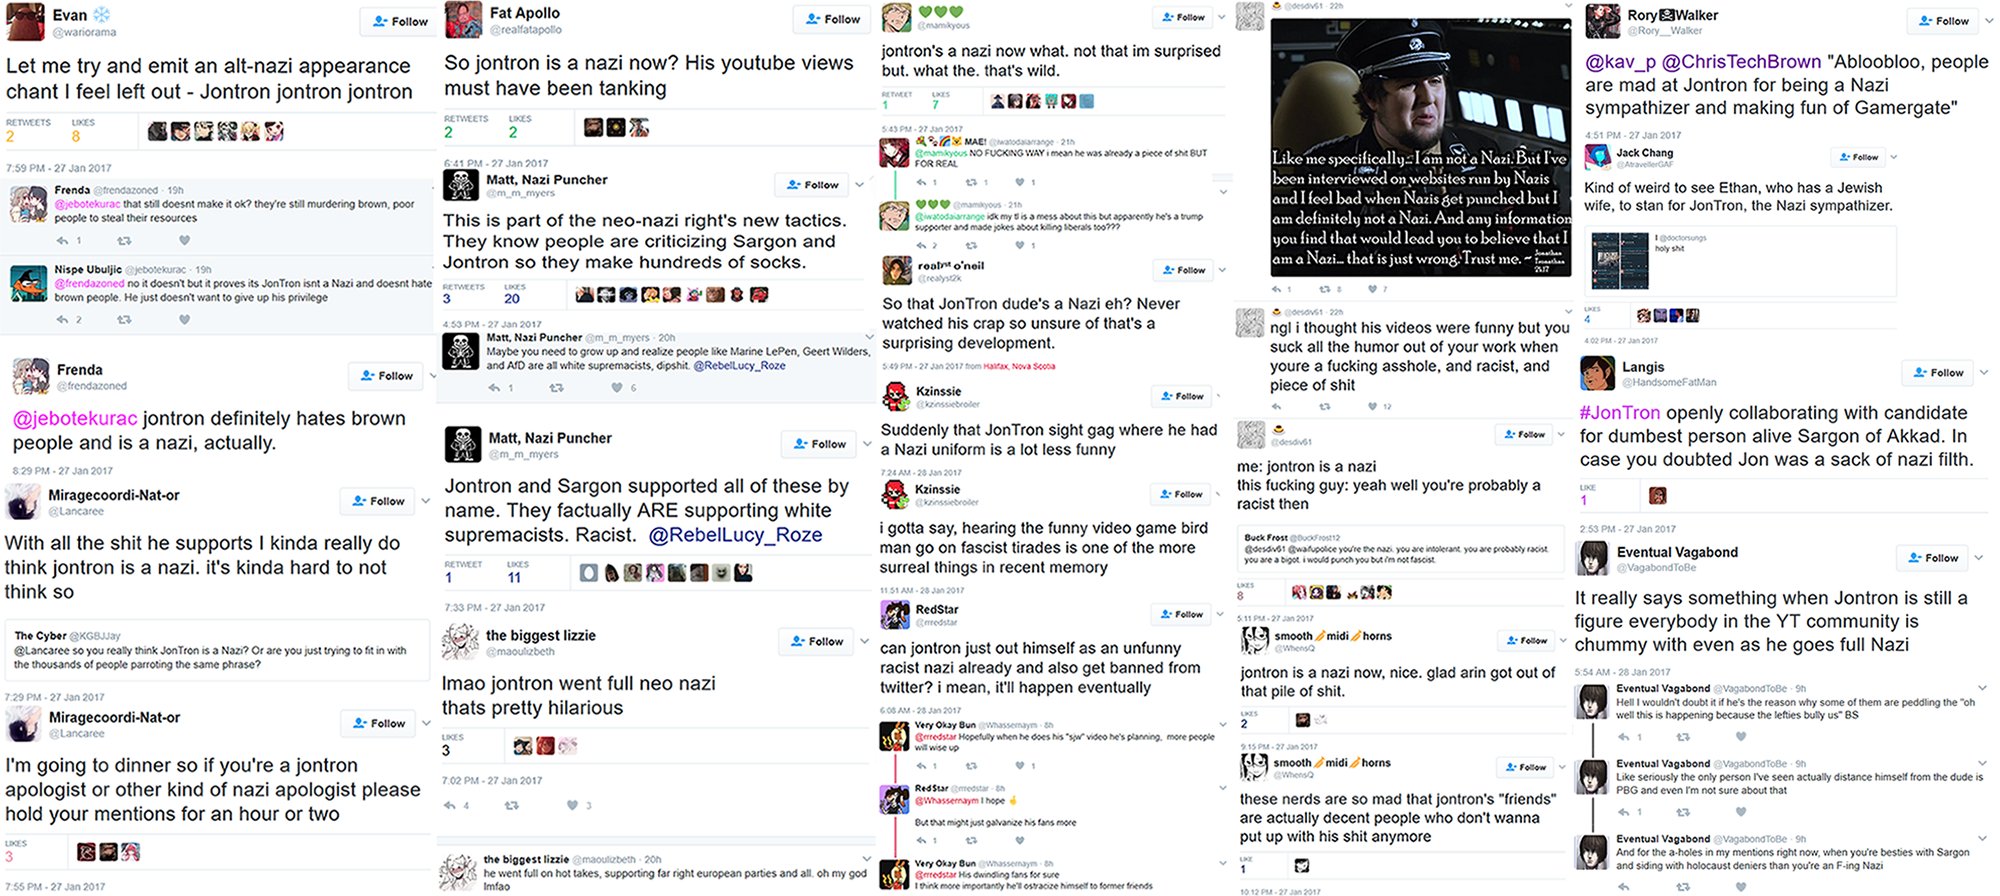 Evan
@wariorama
Follow
Let me try and emit an alt-nazi appearance
chant I feel left out - Jontron jontron jontron
RETWEETS LIKES
2 8
7:59 PM - 27 Jan 2017
Frenda @frendazoned · 19h
@jebotekurac that still doesnt make it ok? they're still murdering brown, poor
people to steal their resources
1
Nispe Ubuljic @jebotekurac · 19h
@frendazoned no it doesn't but it proves its JonTron isnt a Nazi and doesnt hate
brown people. He just doesn't want to give up his privilege
2
Frenda
@frendazoned
Follow
@jebotekurac jontron definitely hates brown
people and is a nazi, actually.
8:29 PM - 27 Jan 2017
Miragecoordi-Nat-or
@Lancaree
Follow
With all the shit he supports I kinda really do
think jontron is a nazi. it's kinda hard to not
think so
The Cyber @KGBJJay
@Lancaree so you really think JonTron is a Nazi? Or are you just trying to fit in with
the thousands of people parroting the same phrase?
7:29 PM - 27 Jan 2017
Miragecoordi-Nat-or
@Lancaree
Follow
I'm going to dinner so if you're a jontron
apologist or other kind of nazi apologist please
hold your mentions for an hour or two
LIKES
3
7:55 PM - 27 Jan 2017
Fat Apollo
@realfatapollo
Follow
So jontron is a nazi now? His youtube views
must have been tanking
RETWEETS LIKES
2 2
6:41 PM - 27 Jan 2017
Matt, Nazi Puncher
@m_m_myers
Follow
This is part of the neo-nazi right's new tactics.
They know people are criticizing Sargon and
Jontron so they make hundreds of socks.
RETWEETS LIKES
3 20
4:53 PM - 27 Jan 2017
Matt, Nazi Puncher @m_m_myers · 20h
Maybe you need to grow up and realize people like Marine LePen, Geert Wilders,
and AfD are all white supremacists, dipshit. @RebelLucy_Roze
1 6
Matt, Nazi Puncher
@m_m_myers
Follow
Jontron and Sargon supported all of these by
name. They factually ARE supporting white
supremacists. Racist. @RebelLucy_Roze
RETWEET LIKES
1 11
7:33 PM - 27 Jan 2017
the biggest lizzie
@maoulizbeth
Follow
lmao jontron went full neo nazi
thats pretty hilarious
LIKES
3
7:02 PM - 27 Jan 2017
4 3
the biggest lizzie @maoulizbeth · 20h
he went full on hot takes, supporting far right european parties and all. oh my god
lmao
@mamikyous
Follow
jontron's a nazi now what. not that im surprised
but. what the. that's wild.
RETWEET LIKES
1 7
5:43 PM - 27 Jan 2017
MAE! @iwatodaiarrange · 21h
@mamikyous NO FUCKING WAY i mean he was already a piece of shit BUT
FOR REAL
1 1 1
@mamikyous · 21h
@iwatodaiarrange idk my tl is a mess about this but apparently he's a trump
supporter and made jokes about killing liberals too???
2 1
realyst o'neil
@realyst2k
Follow
So that JonTron dude's a Nazi eh? Never
watched his crap so unsure of that's a
surprising development.
5:49 PM - 27 Jan 2017 from Halifax, Nova Scotia
Kzinssie
@kzinssiebroiler
Follow
Suddenly that JonTron sight gag where he had
a Nazi uniform is a lot less funny
7:24 AM - 28 Jan 2017
Kzinssie
@kzinssiebroiler
Follow
i gotta say, hearing the funny video game bird
man go on fascist tirades is one of the more
surreal things in recent memory
11:51 AM - 28 Jan 2017
RedStar
@rrredstar
Follow
can jontron just out himself as an unfunny
racist nazi already and also get banned from
twitter? i mean, it'll happen eventually
6:08 AM - 28 Jan 2017
Very Okay Bun @Whassernaym · 8h
@rrredstar Hopefully when he does his "sjw" video he's planning, more people
will wise up
1 1
RedStar @rrredstar · 8h
@Whassernaym I hope
But that might just galvanize his fans more
1
Very Okay Bun @Whassernaym · 8h
@rrredstar His dwindling fans for sure
I think more importantly he'll ostracize himself to former friends
@desdiv61 · 22h
Like me specifically.. I am not a Nazi. But I've
been interviewed on websites run by Nazis
and I feel bad when Nazis get punched but I
am definitely not a Nazi. And any information
you find that would lead you to believe that I
am a Nazi... that is just wrong. Trust me. ~ Jonathan
Tronathan
2k17
1 8 7
@desdiv61 · 22h
ngl i thought his videos were funny but you
suck all the humor out of your work when
youre a fucking asshole, and racist, and
piece of shit
12
@desdiv61
Follow
me: jontron is a nazi
this fucking guy: yeah well you're probably a
racist then
Buck Frost @BuckFrost12
@desdiv61 @waifupolice you're the nazi. you are intolerant. you are probably racist.
you are a bigot. i would punch you but i'm not fascist.
LIKES
8
5:11 PM - 27 Jan 2017
smooth midi horns
@WhensQ
Follow
jontron is a nazi now, nice. glad arin got out of
that pile of shit.
LIKES
2
9:15 PM - 27 Jan 2017
smooth midi horns
@WhensQ
Follow
these nerds are so mad that jontron's "friends"
are actually decent people who don't wanna
put up with his shit anymore
LIKE
1
10:12 PM - 27 Jan 2017
Rory Walker
@Rory__Walker
Follow
@kav_p @ChrisTechBrown "Abloobloo, people
are mad at Jontron for being a Nazi
sympathizer and making fun of Gamergate"
4:51 PM - 27 Jan 2017
Jack Chang
@AtravellerGAF
Follow
Kind of weird to see Ethan, who has a Jewish
wife, to stan for JonTron, the Nazi sympathizer.
l @doctorsungs
holy shit
LIKES
4
4:02 PM - 27 Jan 2017
Langis
@HandsomeFatMan
Follow
#JonTron openly collaborating with candidate
for dumbest person alive Sargon of Akkad. In
case you doubted Jon was a sack of nazi filth.
LIKE
1
2:53 PM - 27 Jan 2017
Eventual Vagabond
@VagabondToBe
Follow
It really says something when Jontron is still a
figure everybody in the YT community is
chummy with even as he goes full Nazi
5:54 AM - 28 Jan 2017
Eventual Vagabond @VagabondToBe · 9h
Hell I wouldn't doubt it if he's the reason why some of them are peddling the "oh
well this is happening because the lefties bully us" BS
1
Eventual Vagabond @VagabondToBe · 9h
Like seriously the only person I've seen actually distance himself from the dude is
PBG and even I'm not sure about that
1
Eventual Vagabond @VagabondToBe · 9h
And for the a-holes in my mentions right now, when you're besties with Sargon
and siding with holocaust deniers than you're an F-ing Nazi